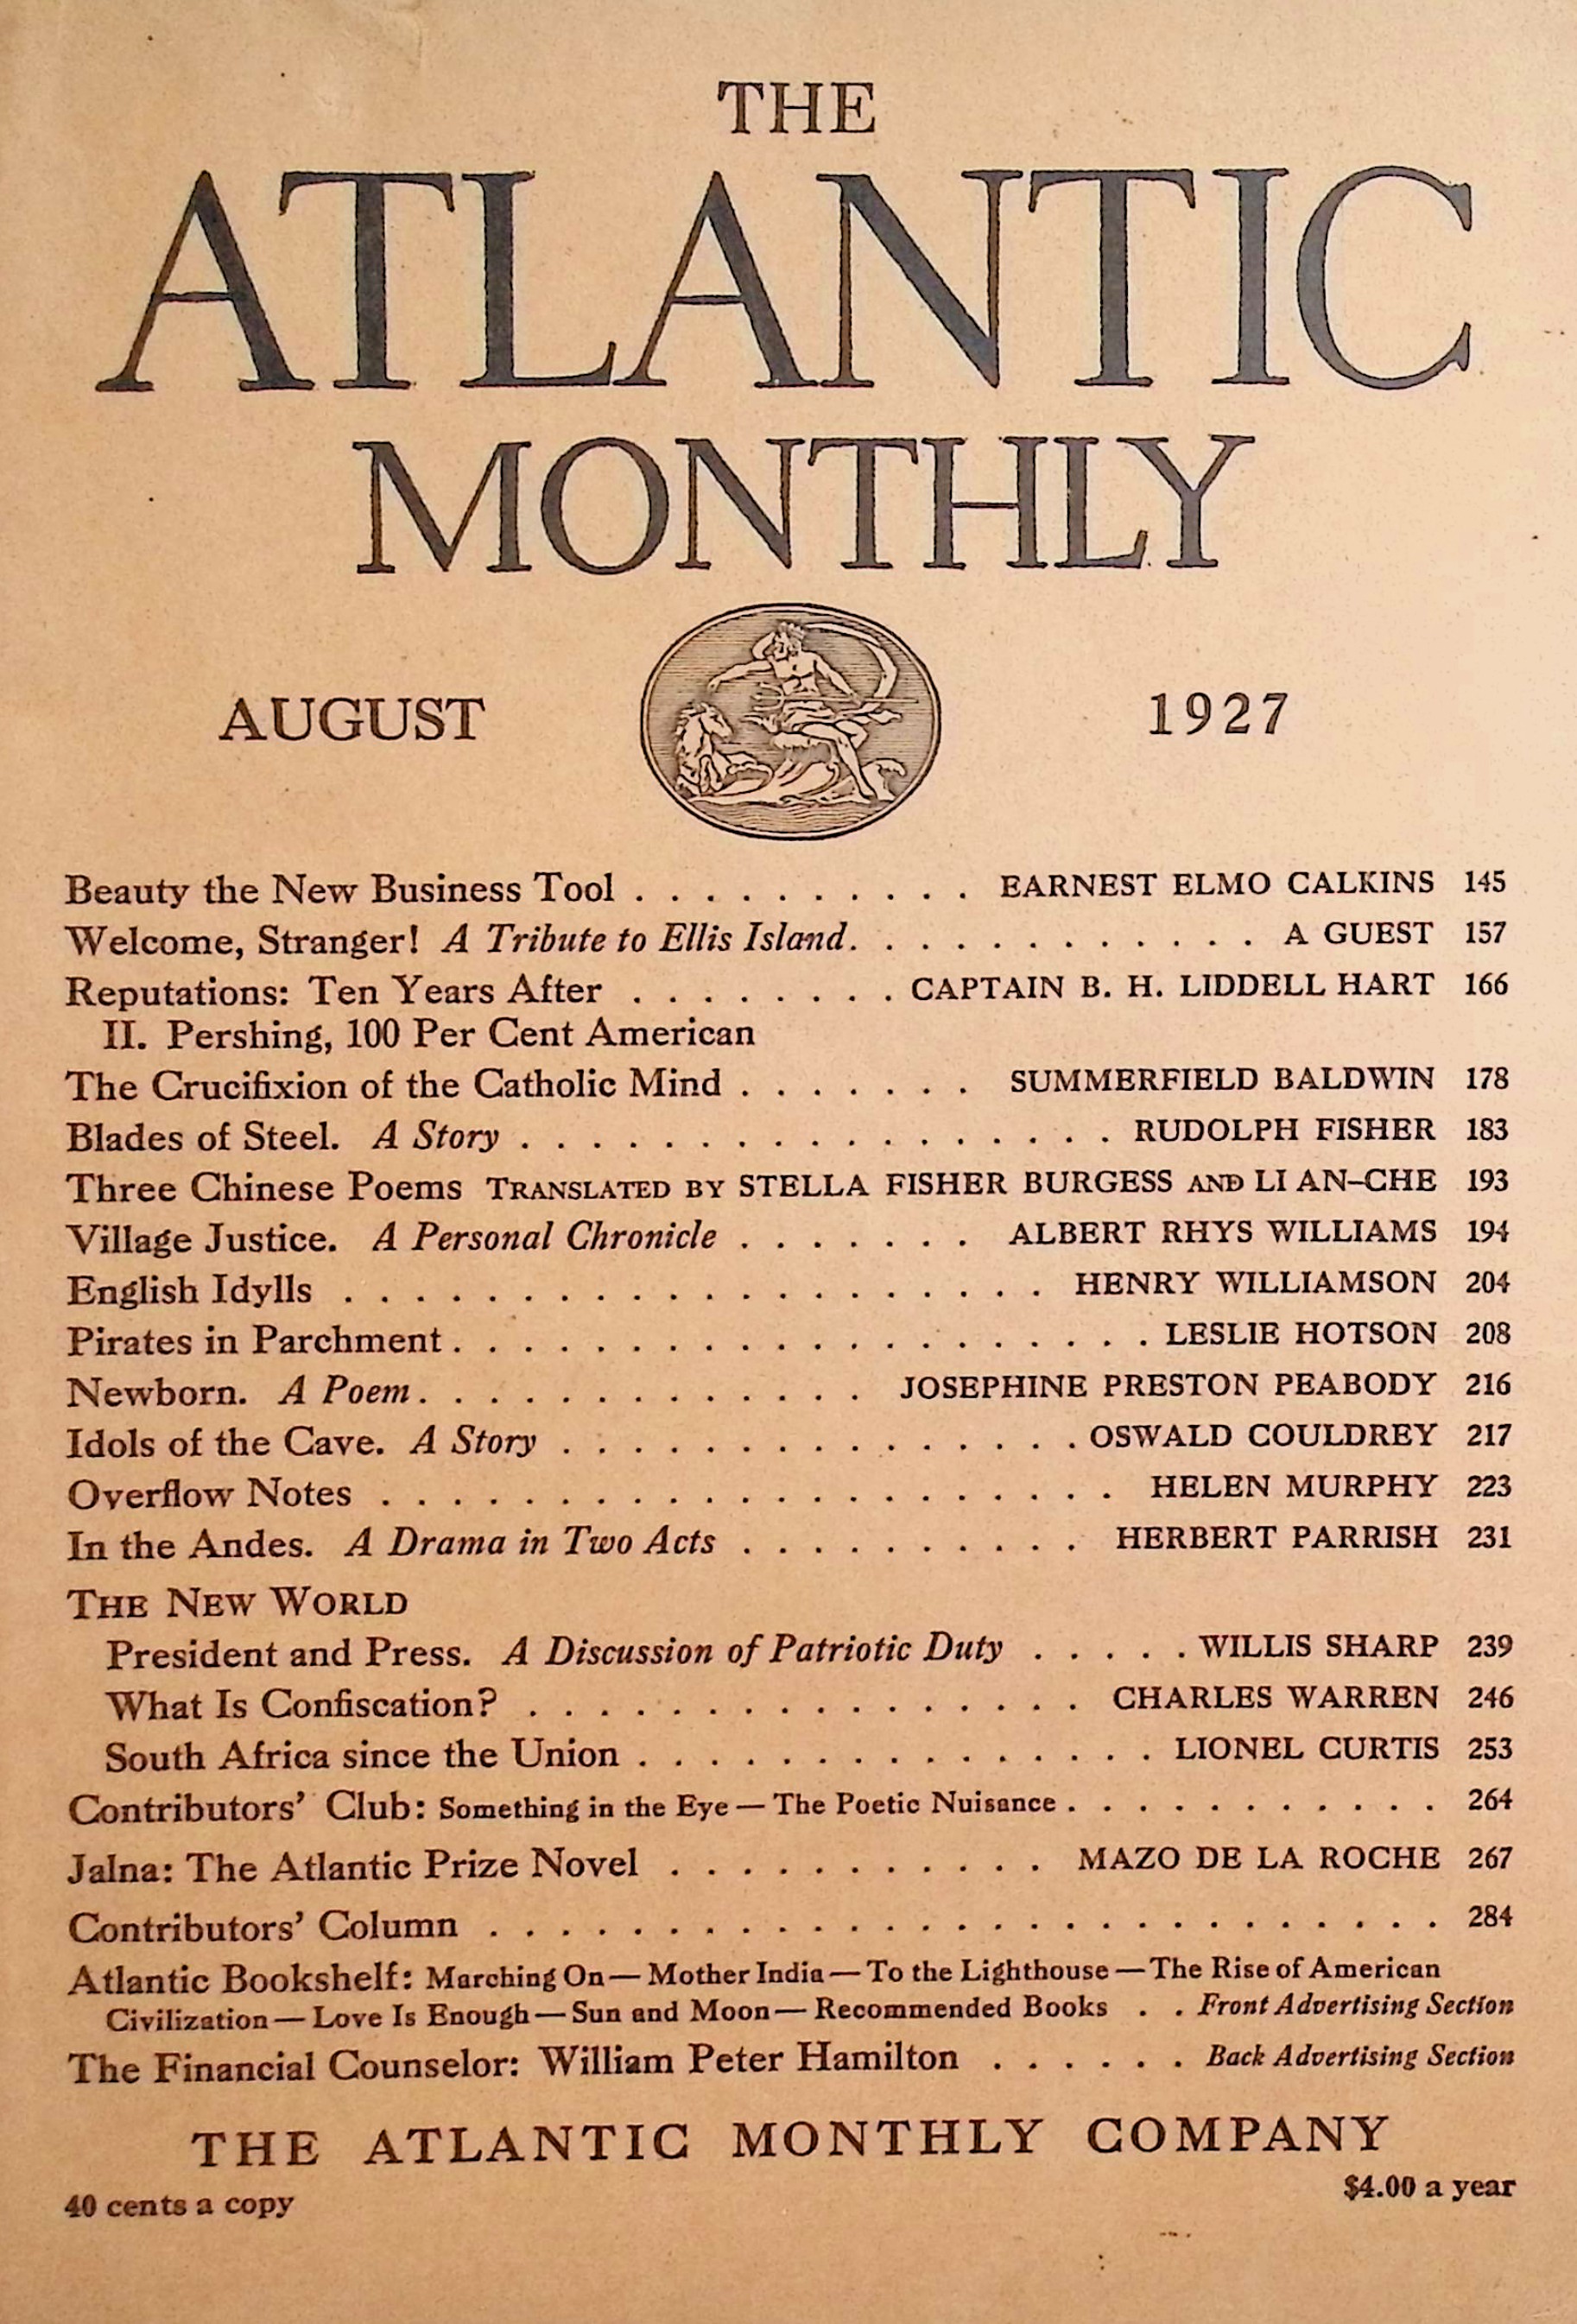 THE
ATLANTIC
MONTHLY
AUGUST 1927
Beauty the New Business Tool . . . . . . . . . . EARNEST ELMO CALKINS 145
Welcome, Stranger! A Tribute to Ellis Island. . . . . . . . . . . . A GUEST 157
Reputations: Ten Years After . . . . . . . . CAPTAIN B. H. LIDDELL HART 166
II. Pershing, 100 Per Cent American
The Crucifixion of the Catholic Mind . . . . . . . SUMMERFIELD BALDWIN 178
Blades of Steel. A Story . . . . . . . . . . . . . . . . . RUDOLPH FISHER 183
Three Chinese Poems TRANSLATED BY STELLA FISHER BURGESS AND LI AN–CHE 193
Village Justice. A Personal Chronicle . . . . . . . ALBERT RHYS WILLIAMS 194
English Idylls . . . . . . . . . . . . . . . . . . . . HENRY WILLIAMSON 204
Pirates in Parchment . . . . . . . . . . . . . . . . . . . . LESLIE HOTSON 208
Newborn. A Poem . . . . . . . . . . . . . JOSEPHINE PRESTON PEABODY 216
Idols of the Cave. A Story . . . . . . . . . . . . . . . OSWALD COULDREY 217
Overflow Notes . . . . . . . . . . . . . . . . . . . . . HELEN MURPHY 223
In the Andes. A Drama in Two Acts . . . . . . . . . . HERBERT PARRISH 231
THE NEW WORLD
President and Press. A Discussion of Patriotic Duty . . . . . WILLIS SHARP 239
What Is Confiscation? . . . . . . . . . . . . . . . . CHARLES WARREN 246
South Africa since the Union . . . . . . . . . . . . . . . LIONEL CURTIS 253
Contributors' Club: Something in the Eye — The Poetic Nuisance . . . . . . . . . . . 264
Jalna: The Atlantic Prize Novel . . . . . . . . . . . MAZO DE LA ROCHE 267
Contributors' Column . . . . . . . . . . . . . . . . . . . . . . . . . . . 284
Atlantic Bookshelf: Marching On — Mother India — To the Lighthouse — The Rise of American
Civilization — Love Is Enough — Sun and Moon — Recommended Books . . Front Advertising Section
The Financial Counselor: William Peter Hamilton . . . . . . Back Advertising Section
THE ATLANTIC MONTHLY COMPANY
40 cents a copy $4.00 a year